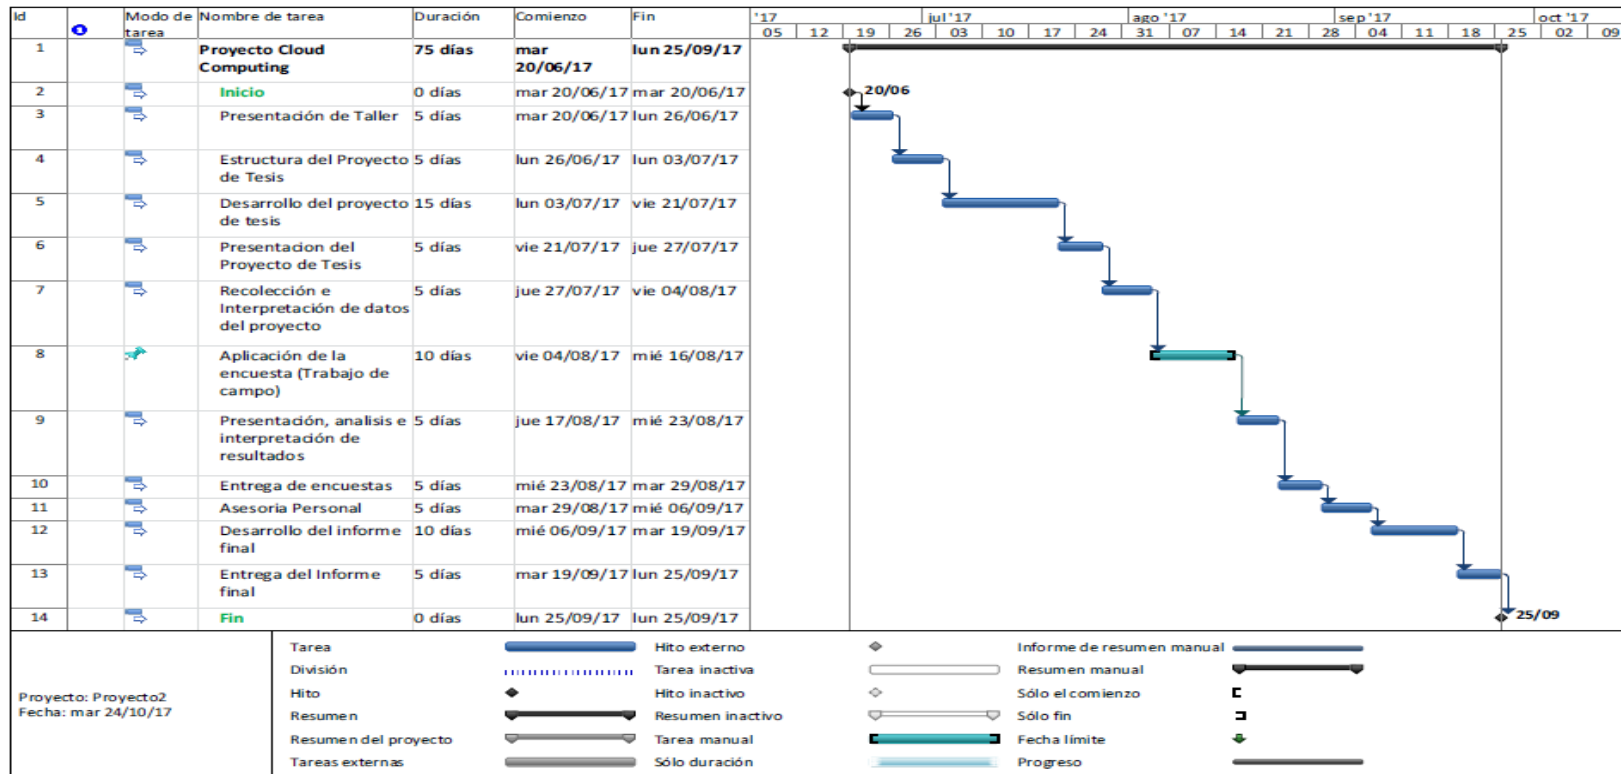 Id Modo de tarea Nombre de tarea Duración Comienzo Fin
'17 jul '17 ago '17 sep '17 oct '17
05 12 19 26 03 10 17 24 31 07 14 21 28 04 11 18 25 02 09
1 Proyecto Cloud Computing 75 días mar 20/06/17 lun 25/09/17
2 Inicio 0 días mar 20/06/17 mar 20/06/17 20/06
3 Presentación de Taller 5 días mar 20/06/17 lun 26/06/17
4 Estructura del Proyecto de Tesis 5 días lun 26/06/17 lun 03/07/17
5 Desarrollo del proyecto de tesis 15 días lun 03/07/17 vie 21/07/17
6 Presentacion del Proyecto de Tesis 5 días vie 21/07/17 jue 27/07/17
7 Recolección e Interpretación de datos del proyecto 5 días jue 27/07/17 vie 04/08/17
8 Aplicación de la encuesta (Trabajo de campo) 10 días vie 04/08/17 mié 16/08/17
9 Presentación, analisis e interpretación de resultados 5 días jue 17/08/17 mié 23/08/17
10 Entrega de encuestas 5 días mié 23/08/17 mar 29/08/17
11 Asesoria Personal 5 días mar 29/08/17 mié 06/09/17
12 Desarrollo del informe final 10 días mié 06/09/17 mar 19/09/17
13 Entrega del Informe final 5 días mar 19/09/17 lun 25/09/17
14 Fin 0 días lun 25/09/17 lun 25/09/17 25/09
Proyecto: Proyecto2
Fecha: mar 24/10/17
Tarea Hito externo Informe de resumen manual
División Tarea inactiva Resumen manual
Hito Hito inactivo Sólo el comienzo
Resumen Resumen inactivo Sólo fin
Resumen del proyecto Tarea manual Fecha límite
Tareas externas Sólo duración Progreso